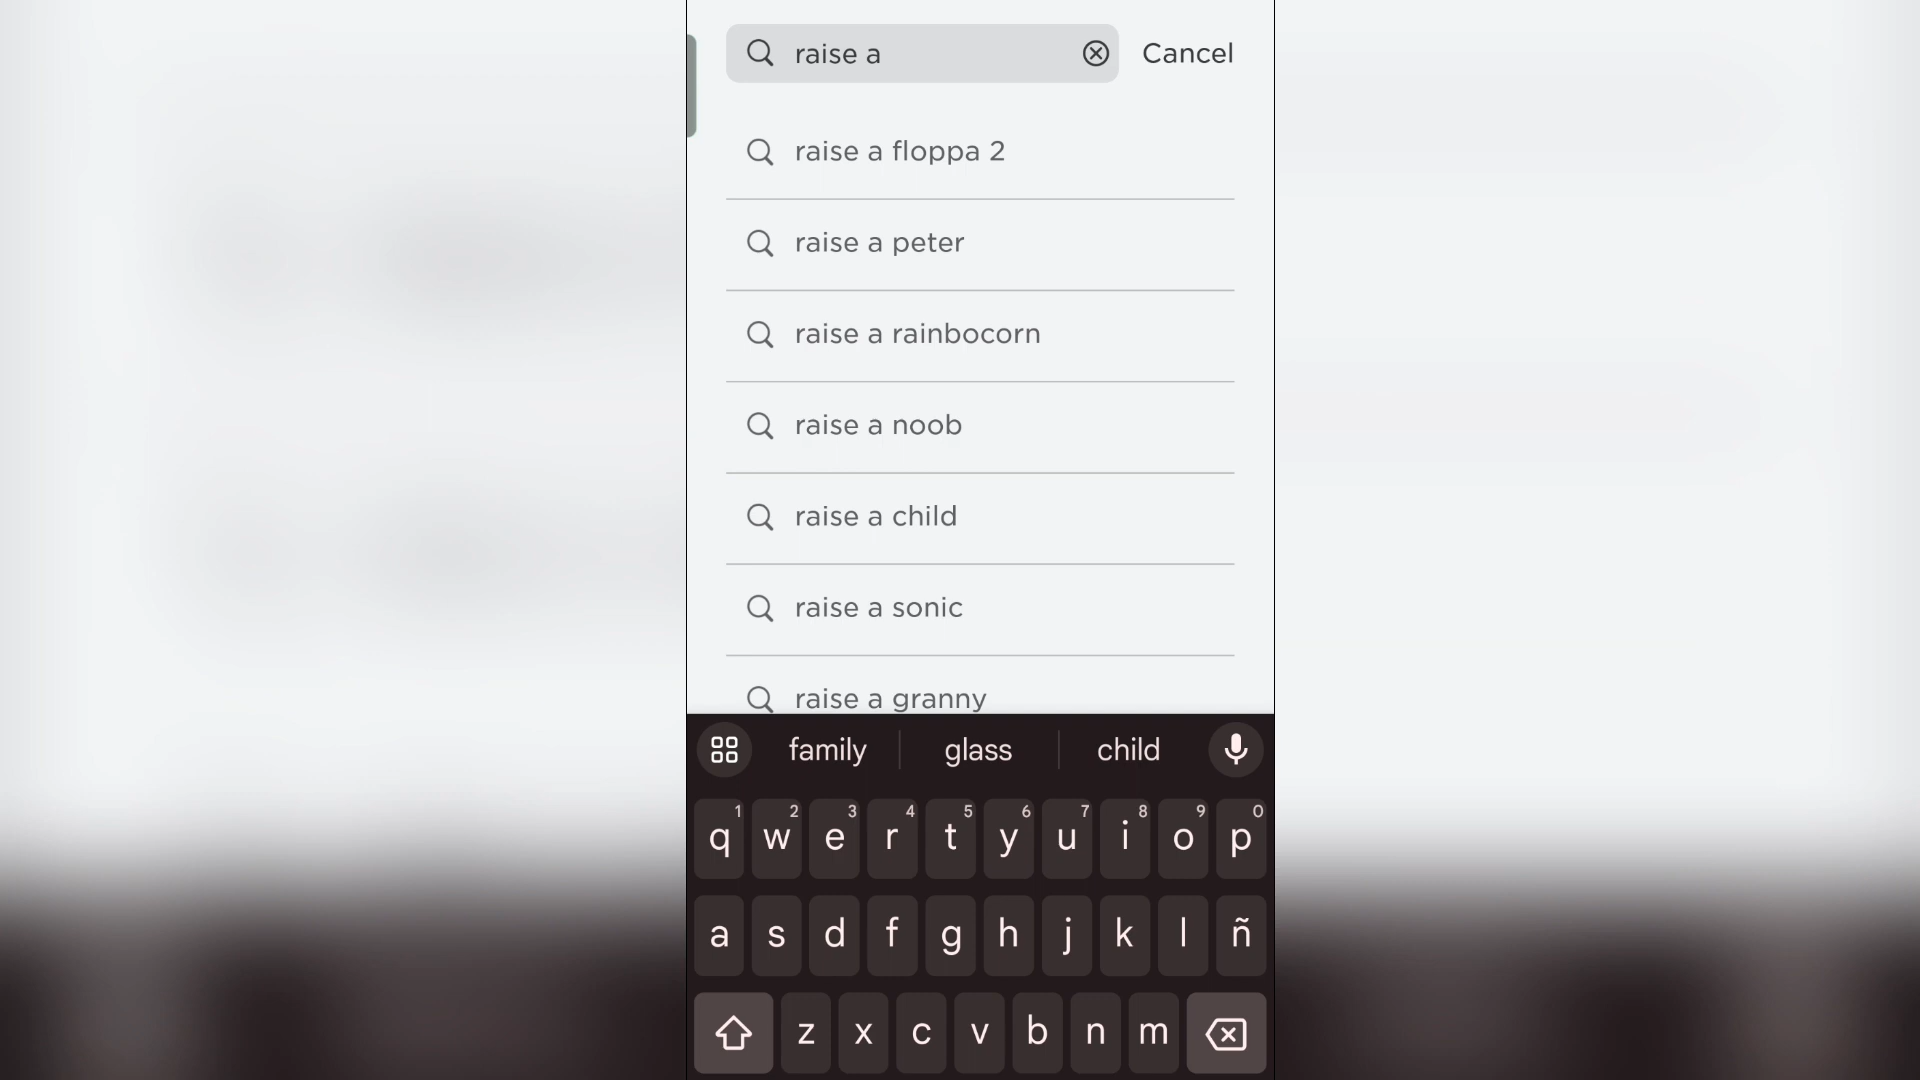 raise a Cancel
raise a floppa 2
raise a peter
raise a rainbocorn
raise a noob
raise a child
raise a sonic
raise a granny
family glass child
1 2 3 4 5 6 7 8 9 0
q w e r t y u i o p
a s d f g h j k l ñ
z x c v b n m